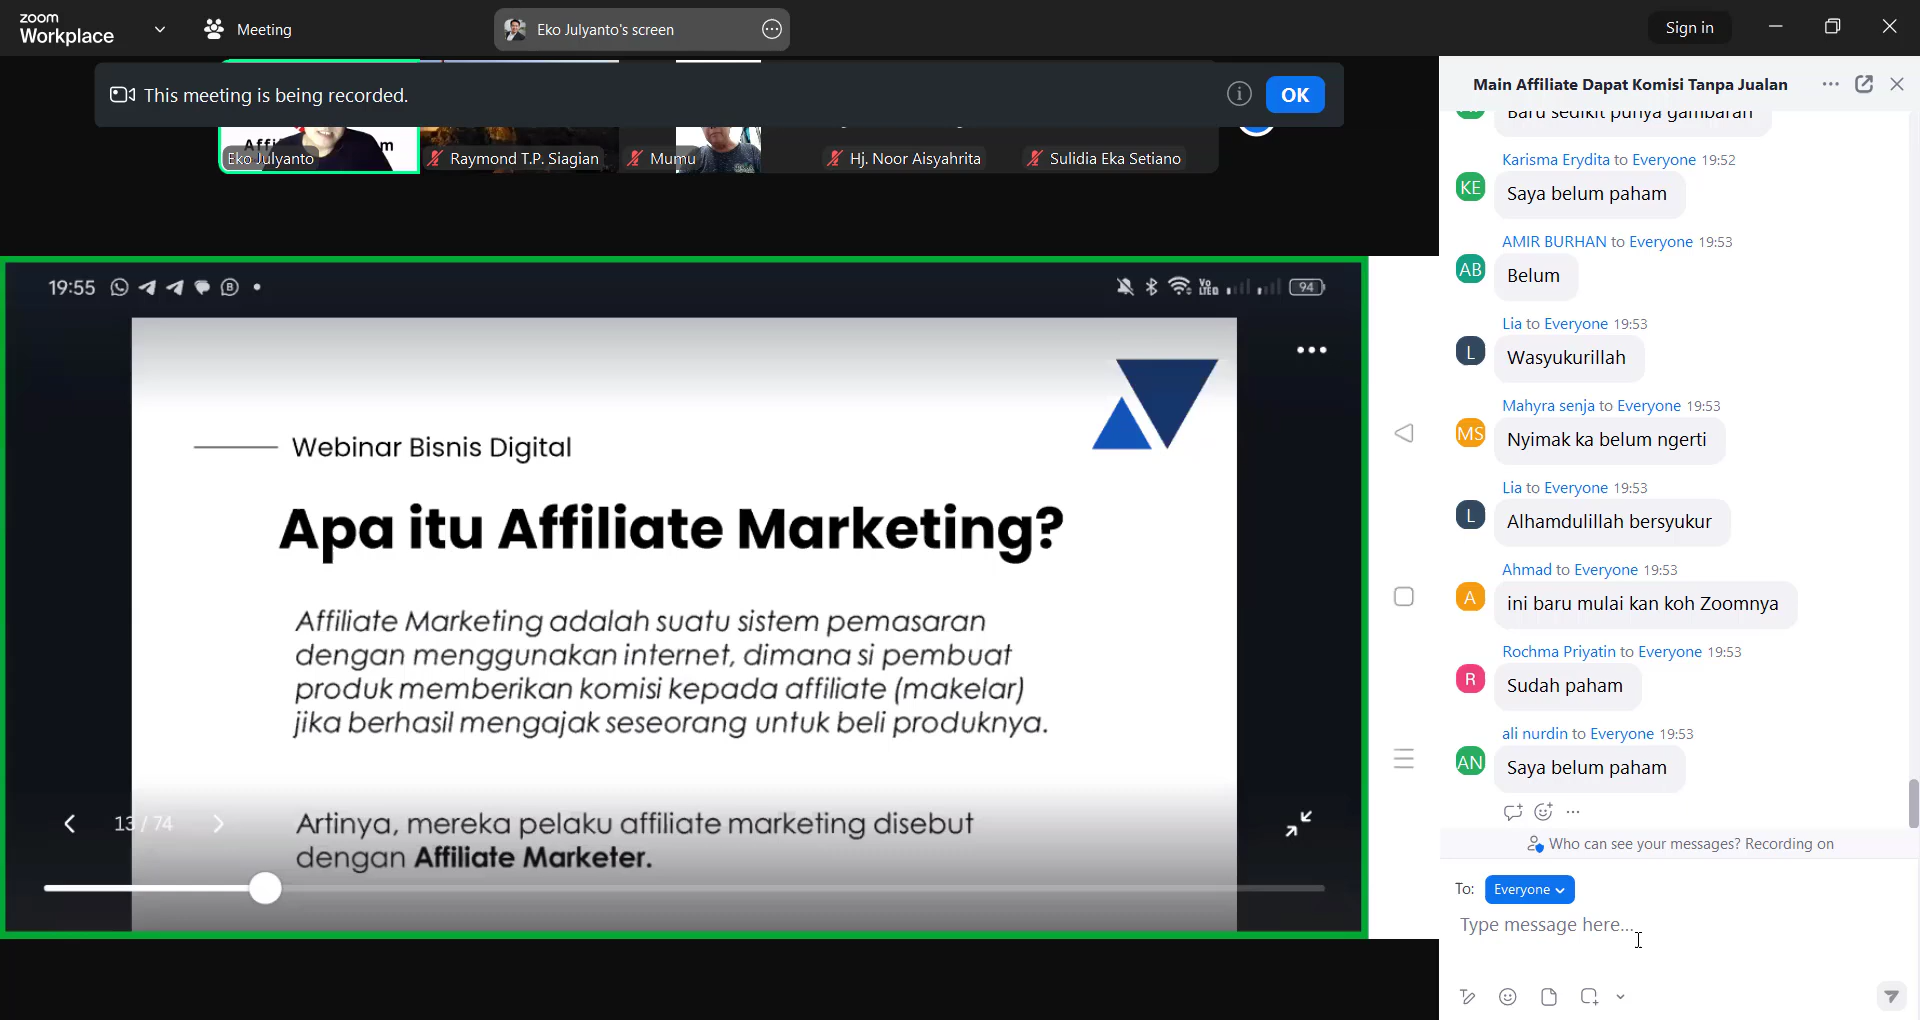 zoom
Workplace
Meeting
Eko Julyanto's screen
Sign in
This meeting is being recorded.
OK
Eko Julyanto
Raymond T.P. Siagian
Mumu
Hj. Noor Aisyahrita
Sulidia Eka Setiano
19:55
94
Webinar Bisnis Digital
Apa itu Affiliate Marketing?
Affiliate Marketing adalah suatu sistem pemasaran
dengan menggunakan internet, dimana si pembuat
produk memberikan komisi kepada affiliate (makelar)
jika berhasil mengajak seseorang untuk beli produknya.
13 / 74
Artinya, mereka pelaku affiliate marketing disebut
dengan Affiliate Marketer.
Main Affiliate Dapat Komisi Tanpa Jualan
Baru sedikit punya gambaran
Karisma Erydita to Everyone 19:52
KE
Saya belum paham
AMIR BURHAN to Everyone 19:53
AB
Belum
Lia to Everyone 19:53
L
Wasyukurillah
Mahyra senja to Everyone 19:53
MS
Nyimak ka belum ngerti
Lia to Everyone 19:53
L
Alhamdulillah bersyukur
Ahmad to Everyone 19:53
A
ini baru mulai kan koh Zoomnya
Rochma Priyatin to Everyone 19:53
R
Sudah paham
ali nurdin to Everyone 19:53
AN
Saya belum paham
Who can see your messages? Recording on
To: Everyone
Type message here...